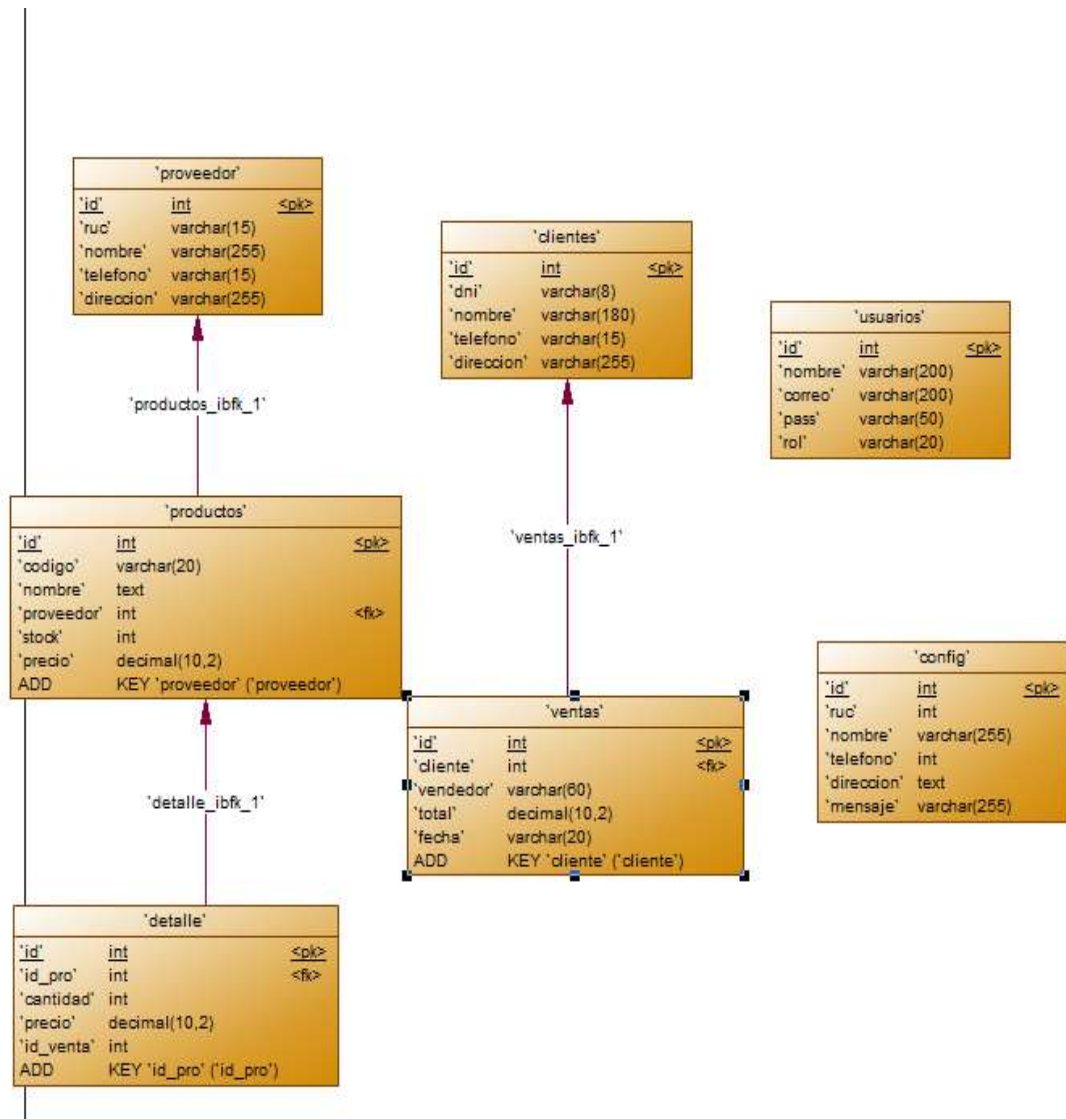 `proveedor`
`id` int <pk>
`ruc` varchar(15)
`nombre` varchar(255)
`telefono` varchar(15)
`direccion` varchar(255)
`productos_ibfk_1`
`productos`
`id` int <pk>
`codigo` varchar(20)
`nombre` text
`proveedor` int <fk>
`stock` int
`precio` decimal(10,2)
ADD KEY `proveedor` (`proveedor`)
`detalle_ibfk_1`
`detalle`
`id` int <pk>
`id_pro` int <fk>
`cantidad` int
`precio` decimal(10,2)
`id_venta` int
ADD KEY `id_pro` (`id_pro`)
`clientes`
`id` int <pk>
`dni` varchar(8)
`nombre` varchar(180)
`telefono` varchar(15)
`direccion` varchar(255)
`ventas_ibfk_1`
`ventas`
`id` int <pk>
`cliente` int <fk>
`vendedor` varchar(60)
`total` decimal(10,2)
`fecha` varchar(20)
ADD KEY `cliente` (`cliente`)
`usuarios`
`id` int <pk>
`nombre` varchar(200)
`correo` varchar(200)
`pass` varchar(50)
`rol` varchar(20)
`config`
`id` int <pk>
`ruc` int
`nombre` varchar(255)
`telefono` int
`direccion` text
`mensaje` varchar(255)